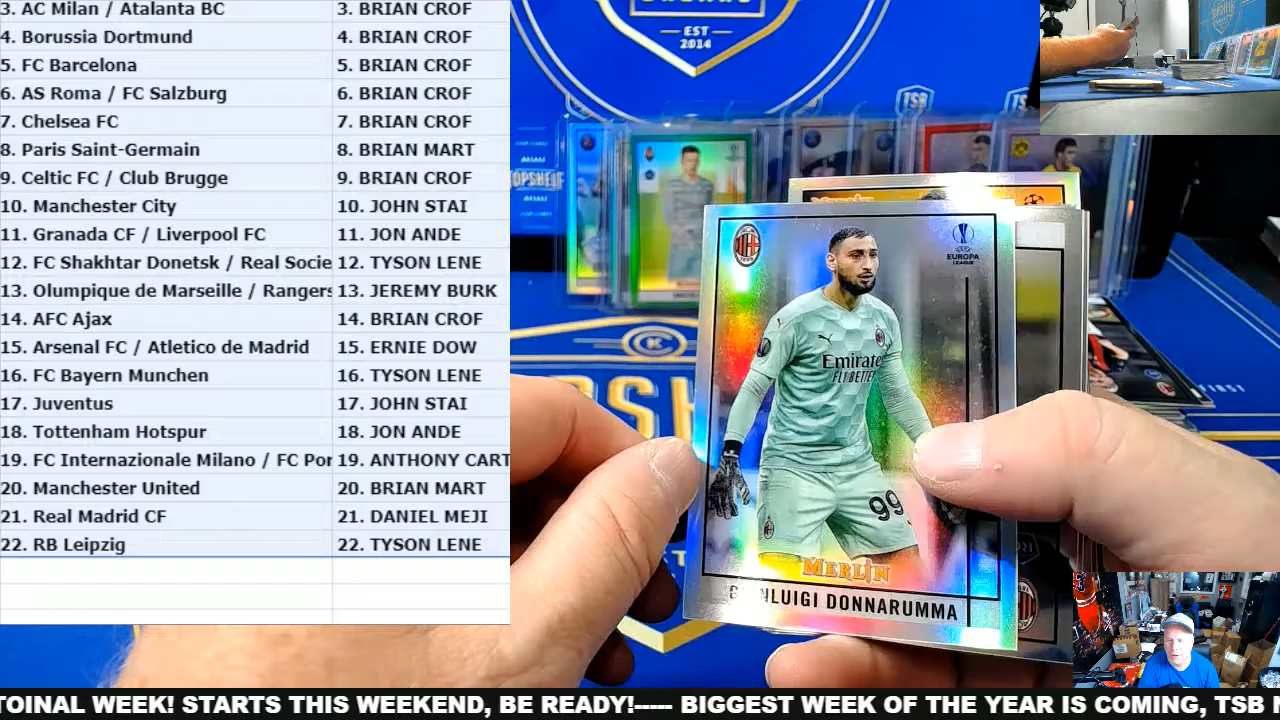 3. AC Milan / Atalanta BC 3. BRIAN CROF
4. Borussia Dortmund 4. BRIAN CROF
5. FC Barcelona 5. BRIAN CROF
6. AS Roma / FC Salzburg 6. BRIAN CROF
7. Chelsea FC 7. BRIAN CROF
8. Paris Saint-Germain 8. BRIAN MART
9. Celtic FC / Club Brugge 9. BRIAN CROF
10. Manchester City 10. JOHN STAI
11. Granada CF / Liverpool FC 11. JON ANDE
12. FC Shakhtar Donetsk / Real Socie 12. TYSON LENE
13. Olumpique de Marseille / Rangers 13. JEREMY BURK
14. AFC Ajax 14. BRIAN CROF
15. Arsenal FC / Atletico de Madrid 15. ERNIE DOW
16. FC Bayern Munchen 16. TYSON LENE
17. Juventus 17. JOHN STAI
18. Tottenham Hotspur 18. JON ANDE
19. FC Internazionale Milano / FC Por 19. ANTHONY CART
20. Manchester United 20. BRIAN MART
21. Real Madrid CF 21. DANIEL MEJI
22. RB Leipzig 22. TYSON LENE
EST
2014
TSB
UEFA
EUROPA
LEAGUE
Emirates
FLY BETTER
99
MERLIN
DONNARUMMA
TOINAL WEEK! STARTS THIS WEEKEND, BE READY!----- BIGGEST WEEK OF THE YEAR IS COMING, TSB